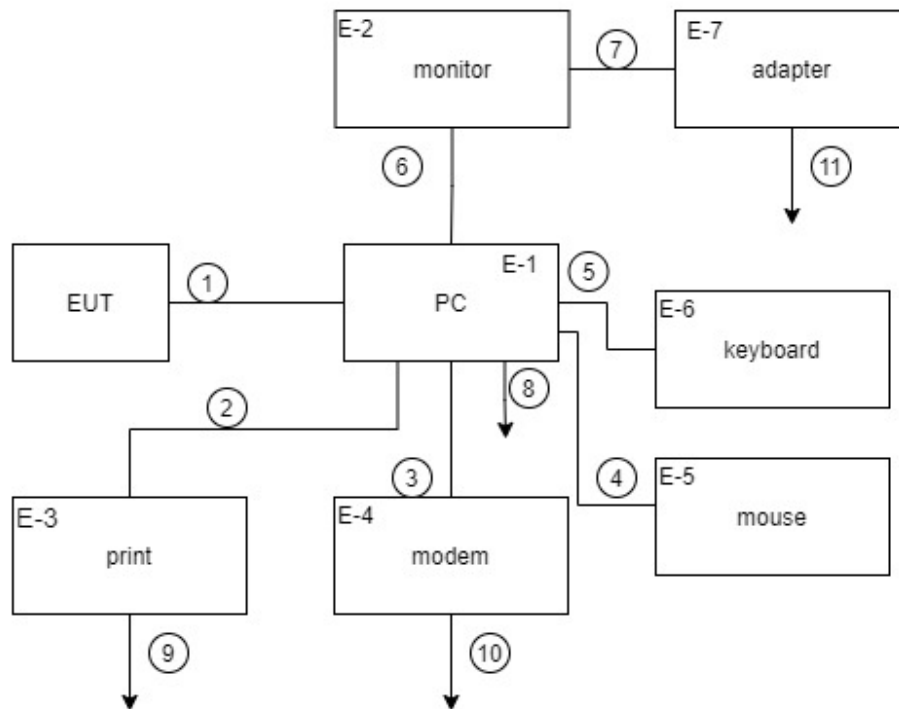 E-2
monitor
7
E-7
adapter
6
11
EUT
1
E-1
PC
5
E-6
keyboard
2
8
3
4
E-5
mouse
E-3
print
E-4
modem
9
10